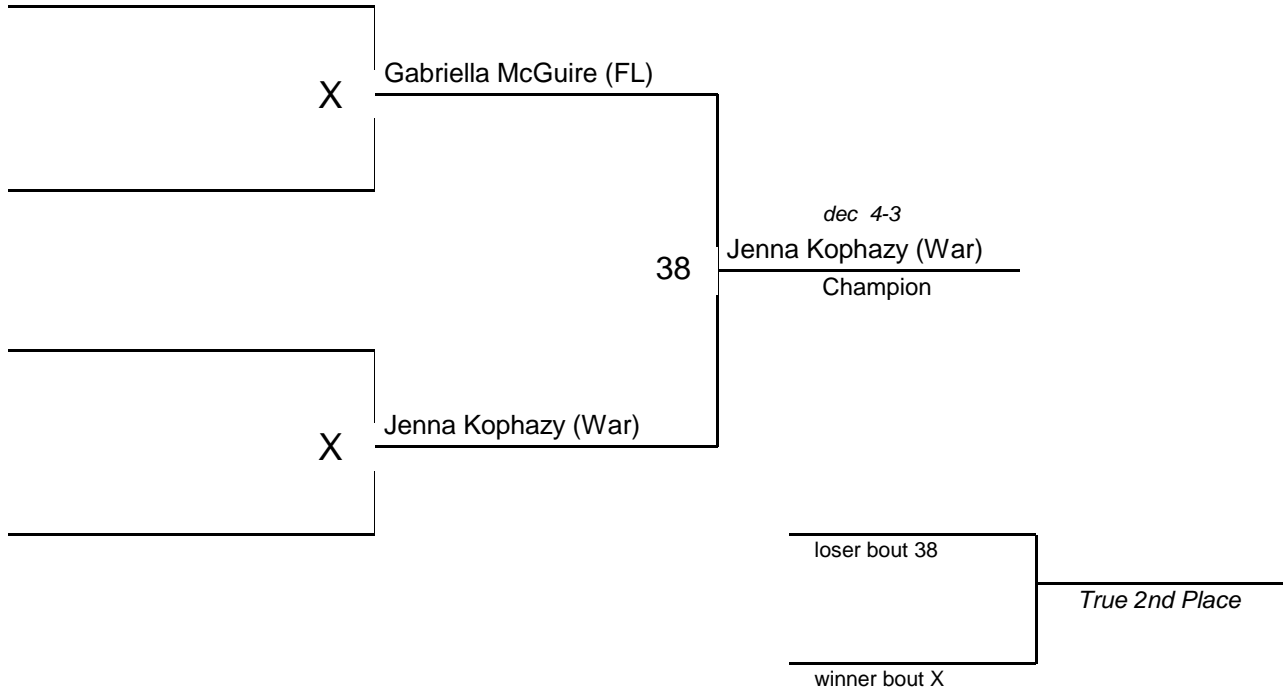 X
Gabriella McGuire (FL)
dec 4-3
38
Jenna Kophazy (War)
Champion
X
Jenna Kophazy (War)
loser bout 38
True 2nd Place
winner bout X